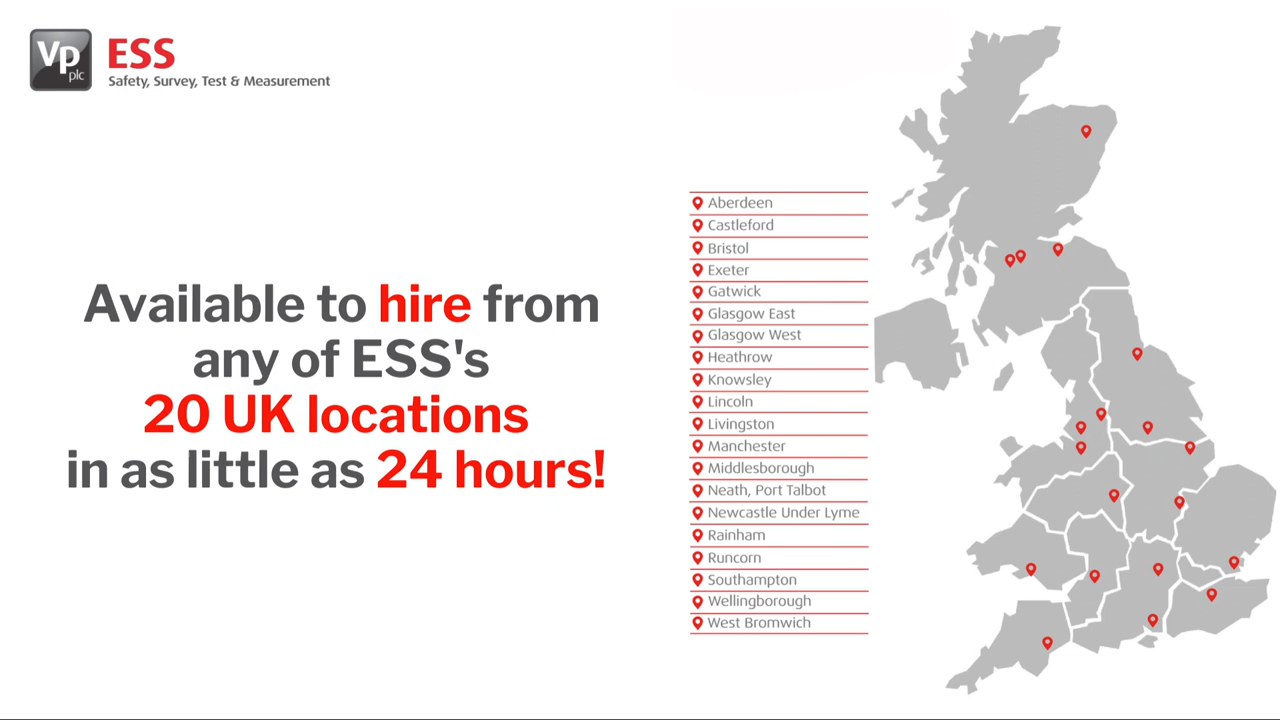 Vp
plc
ESS
Safety, Survey, Test & Measurement
Available to hire from
any of ESS's
20 UK locations
in as little as 24 hours!
Aberdeen
Castleford
Bristol
Exeter
Gatwick
Glasgow East
Glasgow West
Heathrow
Knowsley
Lincoln
Livingston
Manchester
Middlesborough
Neath, Port Talbot
Newcastle Under Lyme
Rainham
Runcorn
Southampton
Wellingborough
West Bromwich